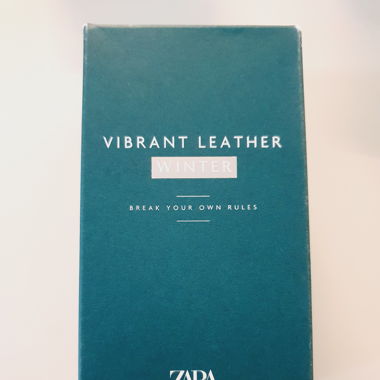 VIBRANT LEATHER
WINTER
BREAK YOUR OWN RULES
ZARA